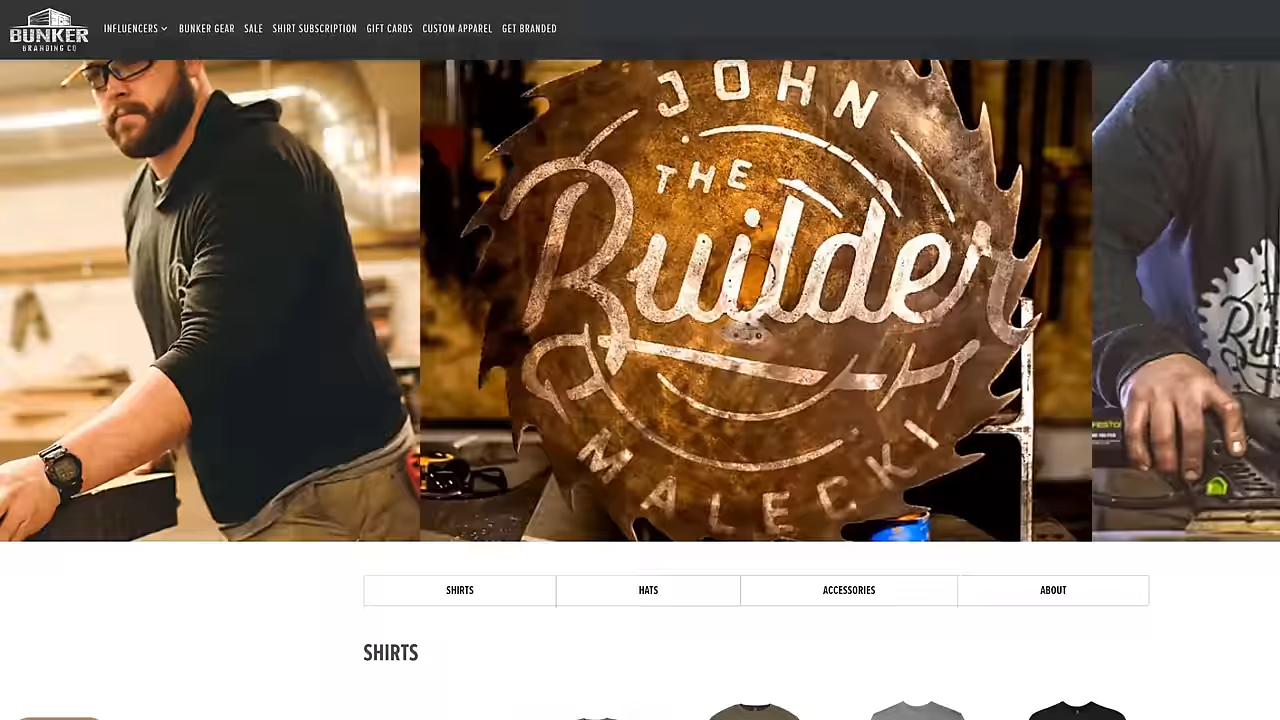 BUNKER
BRANDING CO
INFLUENCERS
BUNKER GEAR
SALE
SHIRT SUBSCRIPTION
GIFT CARDS
CUSTOM APPAREL
GET BRANDED
JOHN
THE
Builder
MALECKI
FESTO
SHIRTS
HATS
ACCESSORIES
ABOUT
SHIRTS